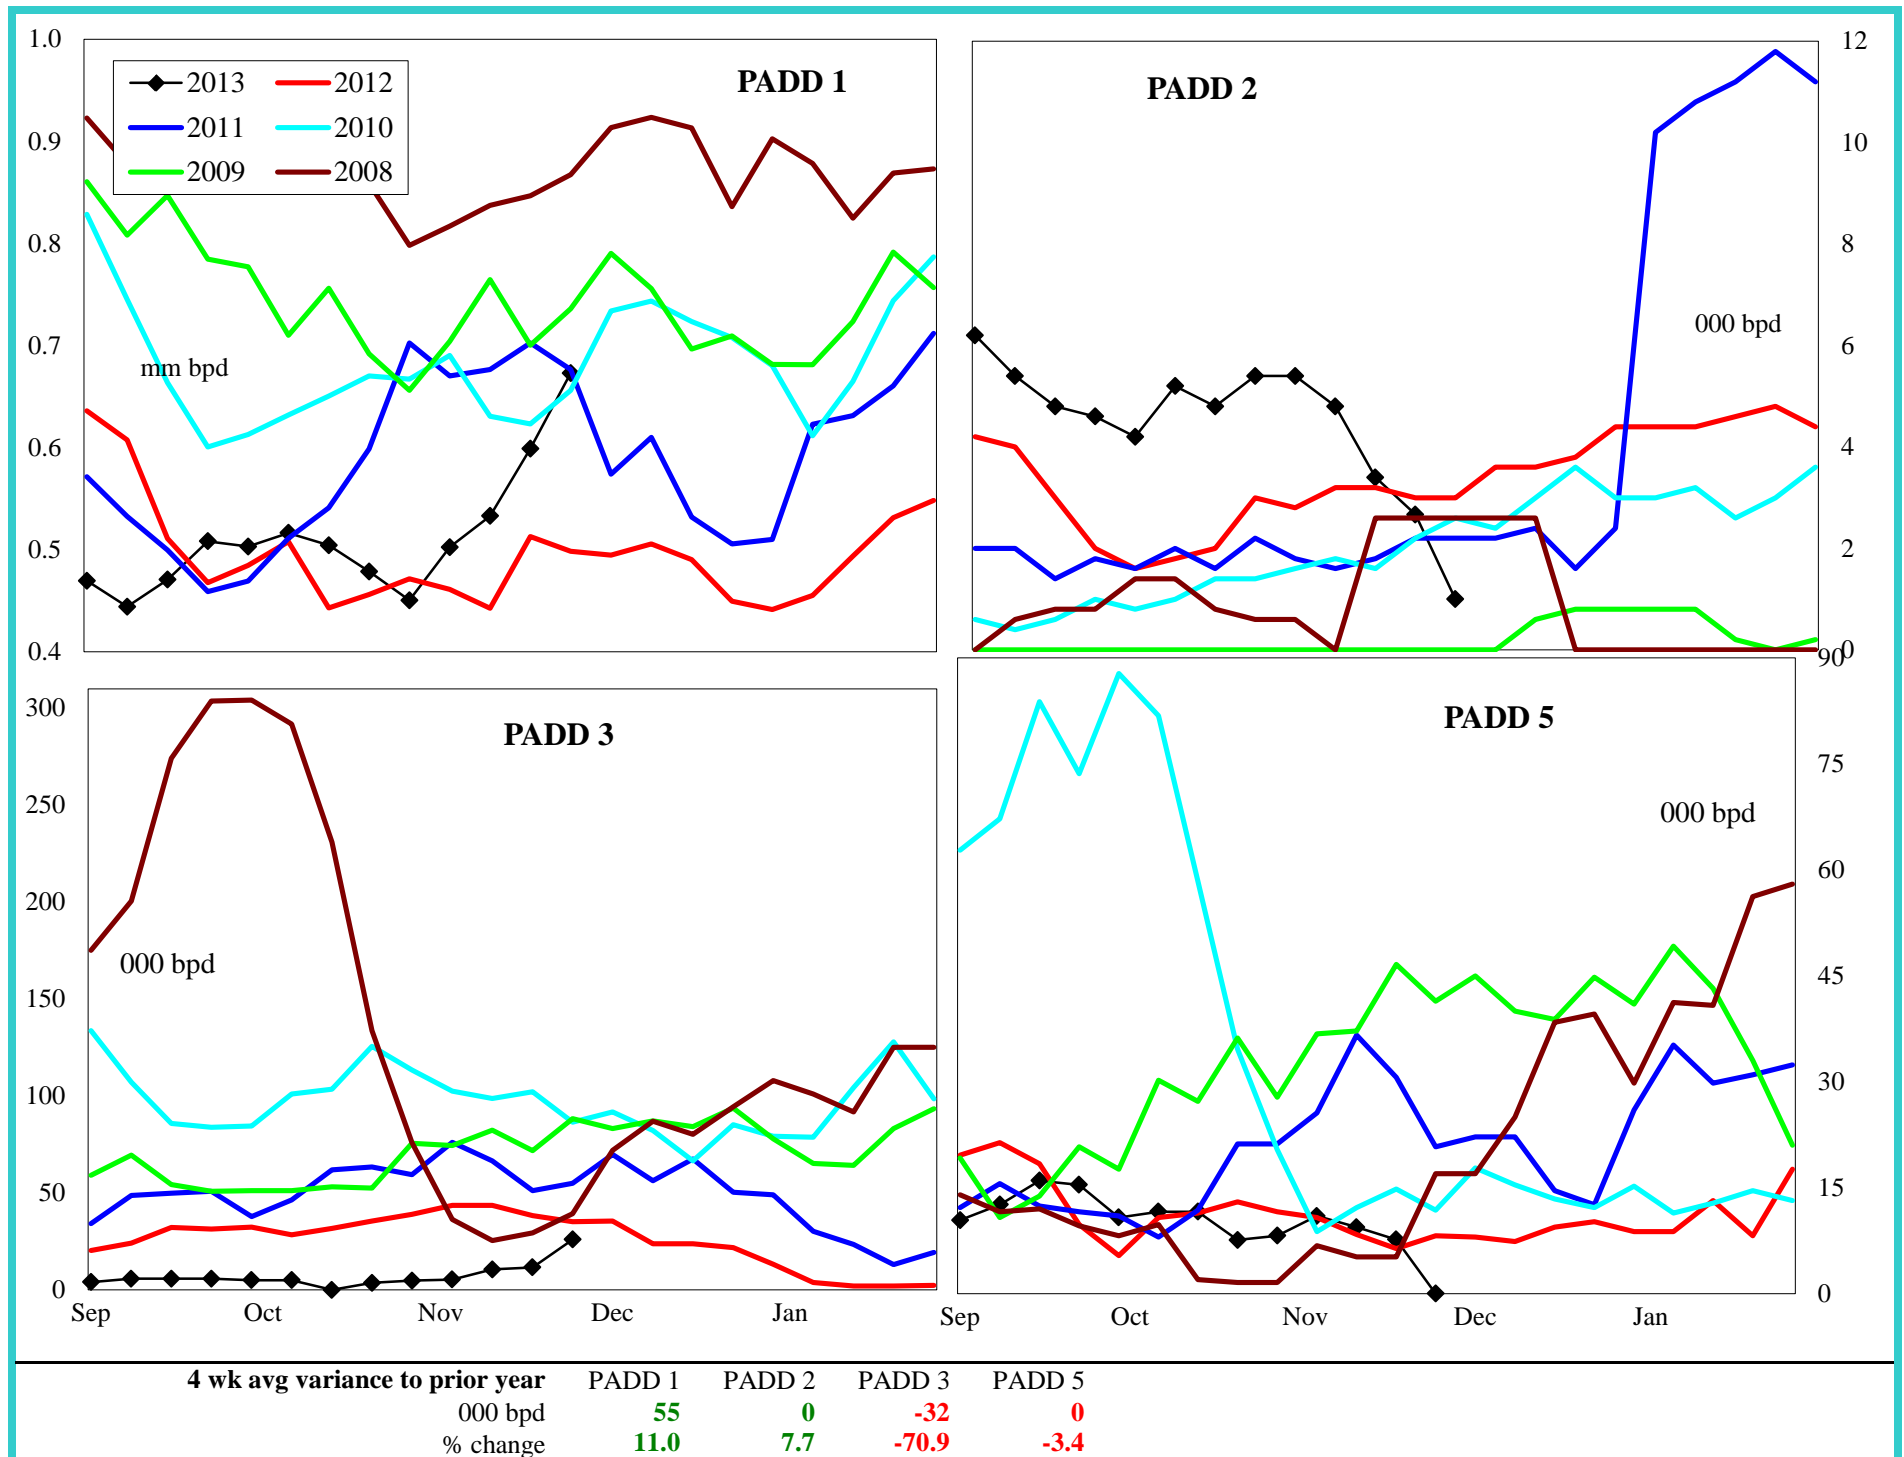 1.0
0.9
0.8
0.7
0.6
0.5
0.4
2013 2012
2011 2010
2009 2008
PADD 1
mm bpd
PADD 2
000 bpd
12
10
8
6
4
2
0
PADD 3
000 bpd
300
250
200
150
100
50
0
Sep Oct Nov Dec Jan
PADD 5
000 bpd
90
75
60
45
30
15
0
Sep Oct Nov Dec Jan
4 wk avg variance to prior year PADD 1 PADD 2 PADD 3 PADD 5
000 bpd 55 0 -32 0
% change 11.0 7.7 -70.9 -3.4